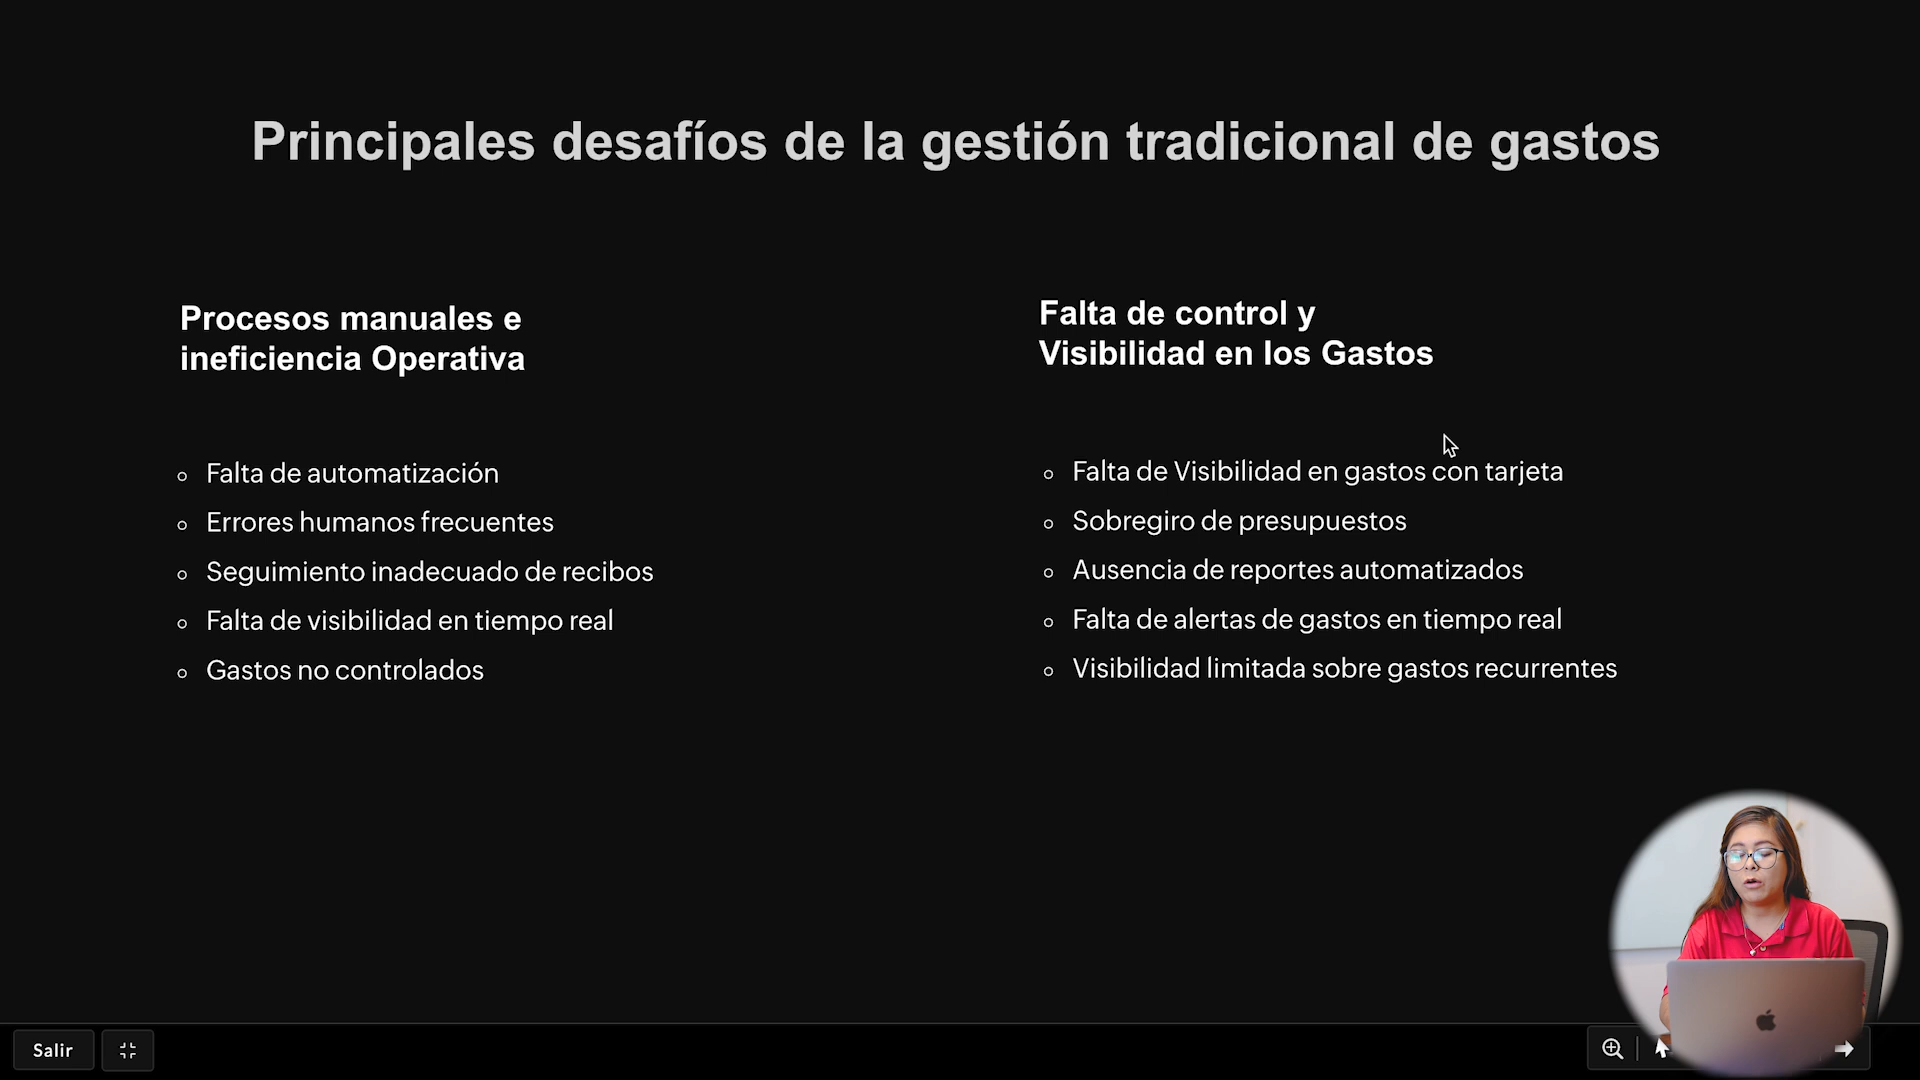 Principales desafíos de la gestión tradicional de gastos
Procesos manuales e
ineficiencia Operativa
Falta de automatización
Errores humanos frecuentes
Seguimiento inadecuado de recibos
Falta de visibilidad en tiempo real
Gastos no controlados
Falta de control y
Visibilidad en los Gastos
Falta de Visibilidad en gastos con tarjeta
Sobregiro de presupuestos
Ausencia de reportes automatizados
Falta de alertas de gastos en tiempo real
Visibilidad limitada sobre gastos recurrentes
Salir